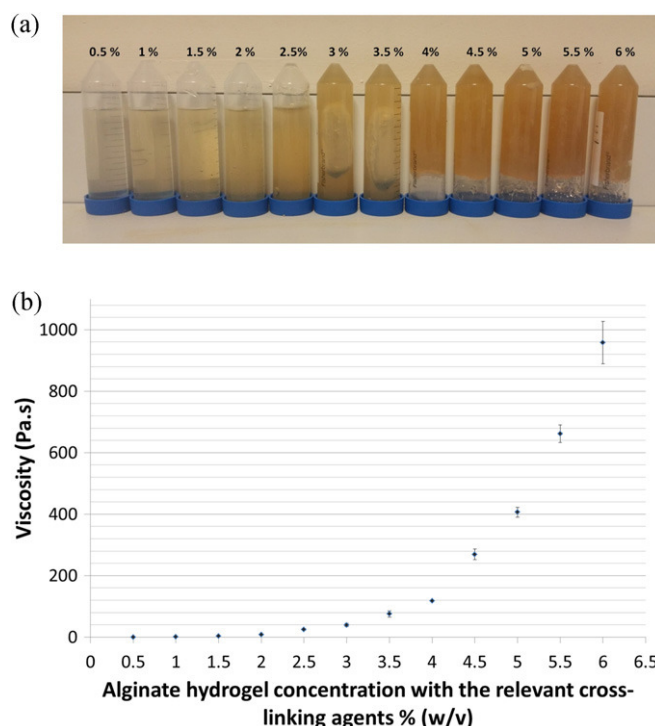 (a)
0.5 % 1 % 1.5 % 2 % 2.5% 3 % 3.5 % 4% 4.5 % 5 % 5.5 % 6 %
(b)
1000
800
600
400
200
0
Viscosity (Pa.s)
0 0.5 1 1.5 2 2.5 3 3.5 4 4.5 5 5.5 6 6.5
Alginate hydrogel concentration with the relevant cross-
linking agents % (w/v)